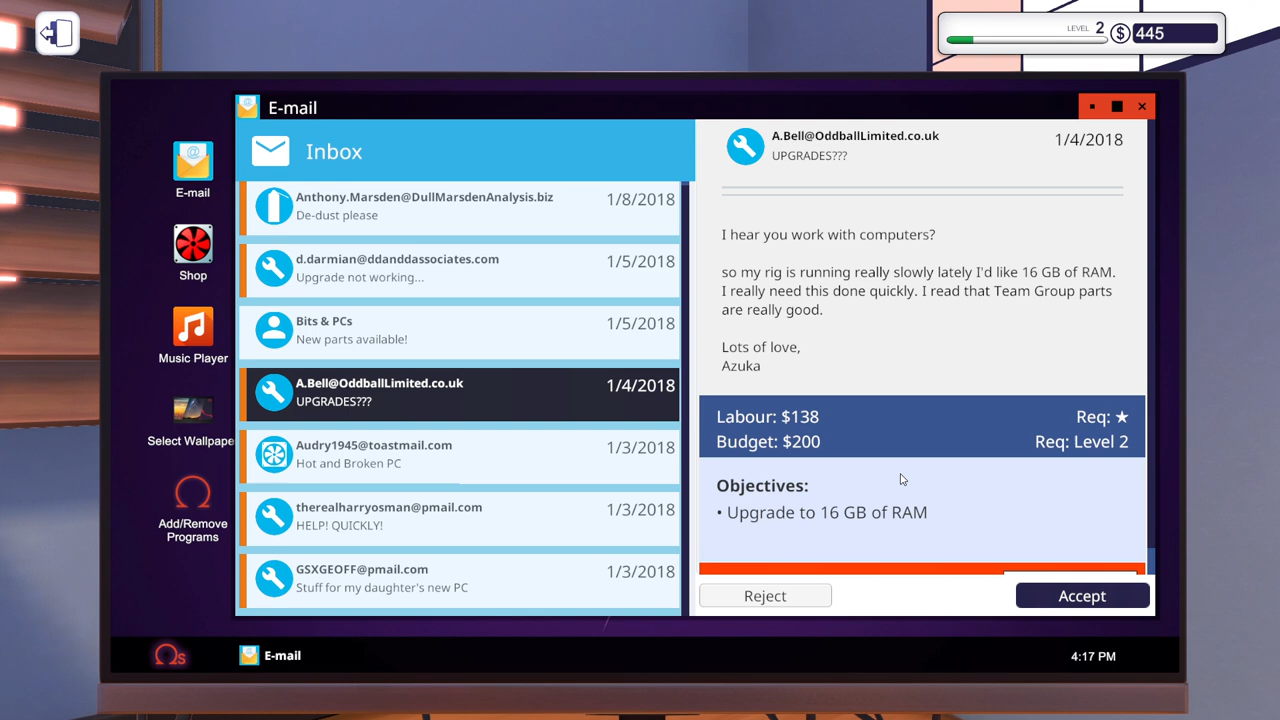 LEVEL 2 $ 445
E-mail
Inbox
Anthony.Marsden@DullMarsdenAnalysis.biz 1/8/2018
De-dust please
d.darmian@ddanddassociates.com 1/5/2018
Upgrade not working...
Bits & PCs 1/5/2018
New parts available!
A.Bell@OddballLimited.co.uk 1/4/2018
UPGRADES???
Audry1945@toastmail.com 1/3/2018
Hot and Broken PC
therealharryosman@pmail.com 1/3/2018
HELP! QUICKLY!
GSXGEOFF@pmail.com 1/3/2018
Stuff for my daughter's new PC
A.Bell@OddballLimited.co.uk 1/4/2018
UPGRADES???
I hear you work with computers?
so my rig is running really slowly lately I'd like 16 GB of RAM.
I really need this done quickly. I read that Team Group parts
are really good.
Lots of love,
Azuka
Labour: $138 Req: ★
Budget: $200 Req: Level 2
Objectives:
• Upgrade to 16 GB of RAM
Reject Accept
E-mail
Shop
Music Player
Select Wallpape
Add/Remove
Programs
Ωs E-mail 4:17 PM